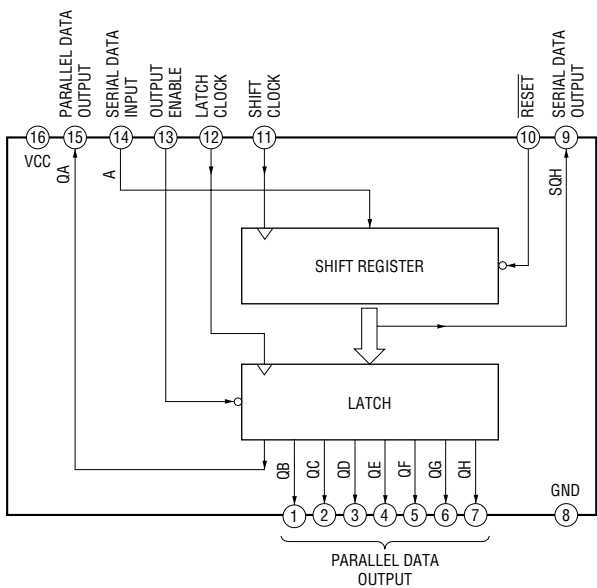 PARALLEL DATA
OUTPUT
SERIAL DATA
INPUT
OUTPUT
ENABLE
LATCH
CLOCK
SHIFT
CLOCK
RESET
SERIAL DATA
OUTPUT
16
15
14
13
12
11
10
9
VCC
QA
A
SQH
SHIFT REGISTER
LATCH
QB
QC
QD
QE
QF
QG
QH
GND
1
2
3
4
5
6
7
8
PARALLEL DATA
OUTPUT